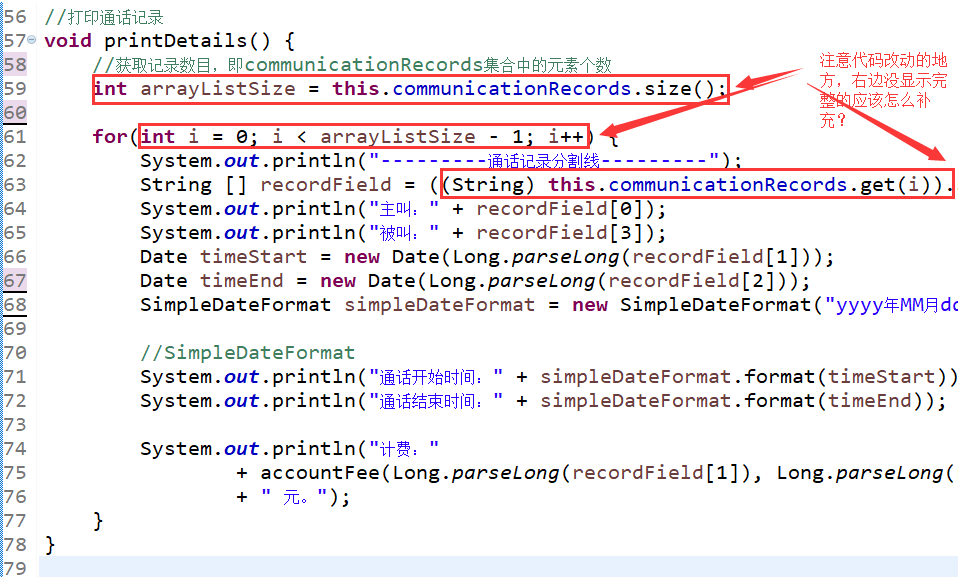 56 //打印通话记录
57 void printDetails() {
58 //获取记录数目，即communicationRecords集合中的元素个数
59 int arrayListSize = this.communicationRecords.size();
60
61 for(int i = 0; i < arrayListSize - 1; i++) {
62 System.out.println("---------通话记录分割线---------");
63 String [] recordField = ((String) this.communicationRecords.get(i)).
64 System.out.println("主叫：" + recordField[0]);
65 System.out.println("被叫：" + recordField[3]);
66 Date timeStart = new Date(Long.parseLong(recordField[1]));
67 Date timeEnd = new Date(Long.parseLong(recordField[2]));
68 SimpleDateFormat simpleDateFormat = new SimpleDateFormat("yyyy年MM月dd
69
70 //SimpleDateFormat
71 System.out.println("通话开始时间：" + simpleDateFormat.format(timeStart))
72 System.out.println("通话结束时间：" + simpleDateFormat.format(timeEnd));
73
74 System.out.println("计费："
75 + accountFee(Long.parseLong(recordField[1]), Long.parseLong(
76 + " 元。");
77 }
78 }
79
注意代码改动的地
方，右边没显示完
整的应该怎么补
充？